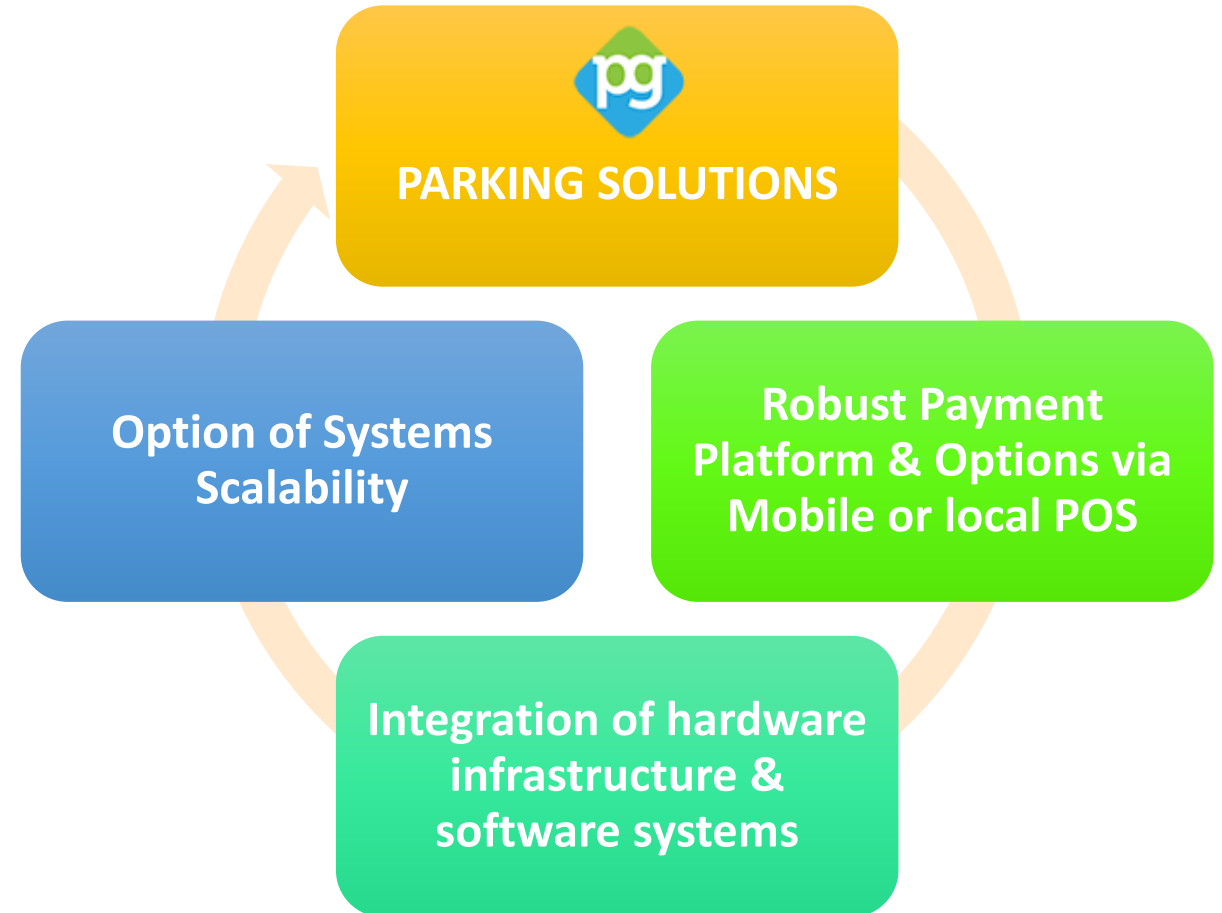 pg
PARKING SOLUTIONS
Robust Payment
Platform & Options via
Mobile or local POS
Integration of hardware
infrastructure &
software systems
Option of Systems
Scalability